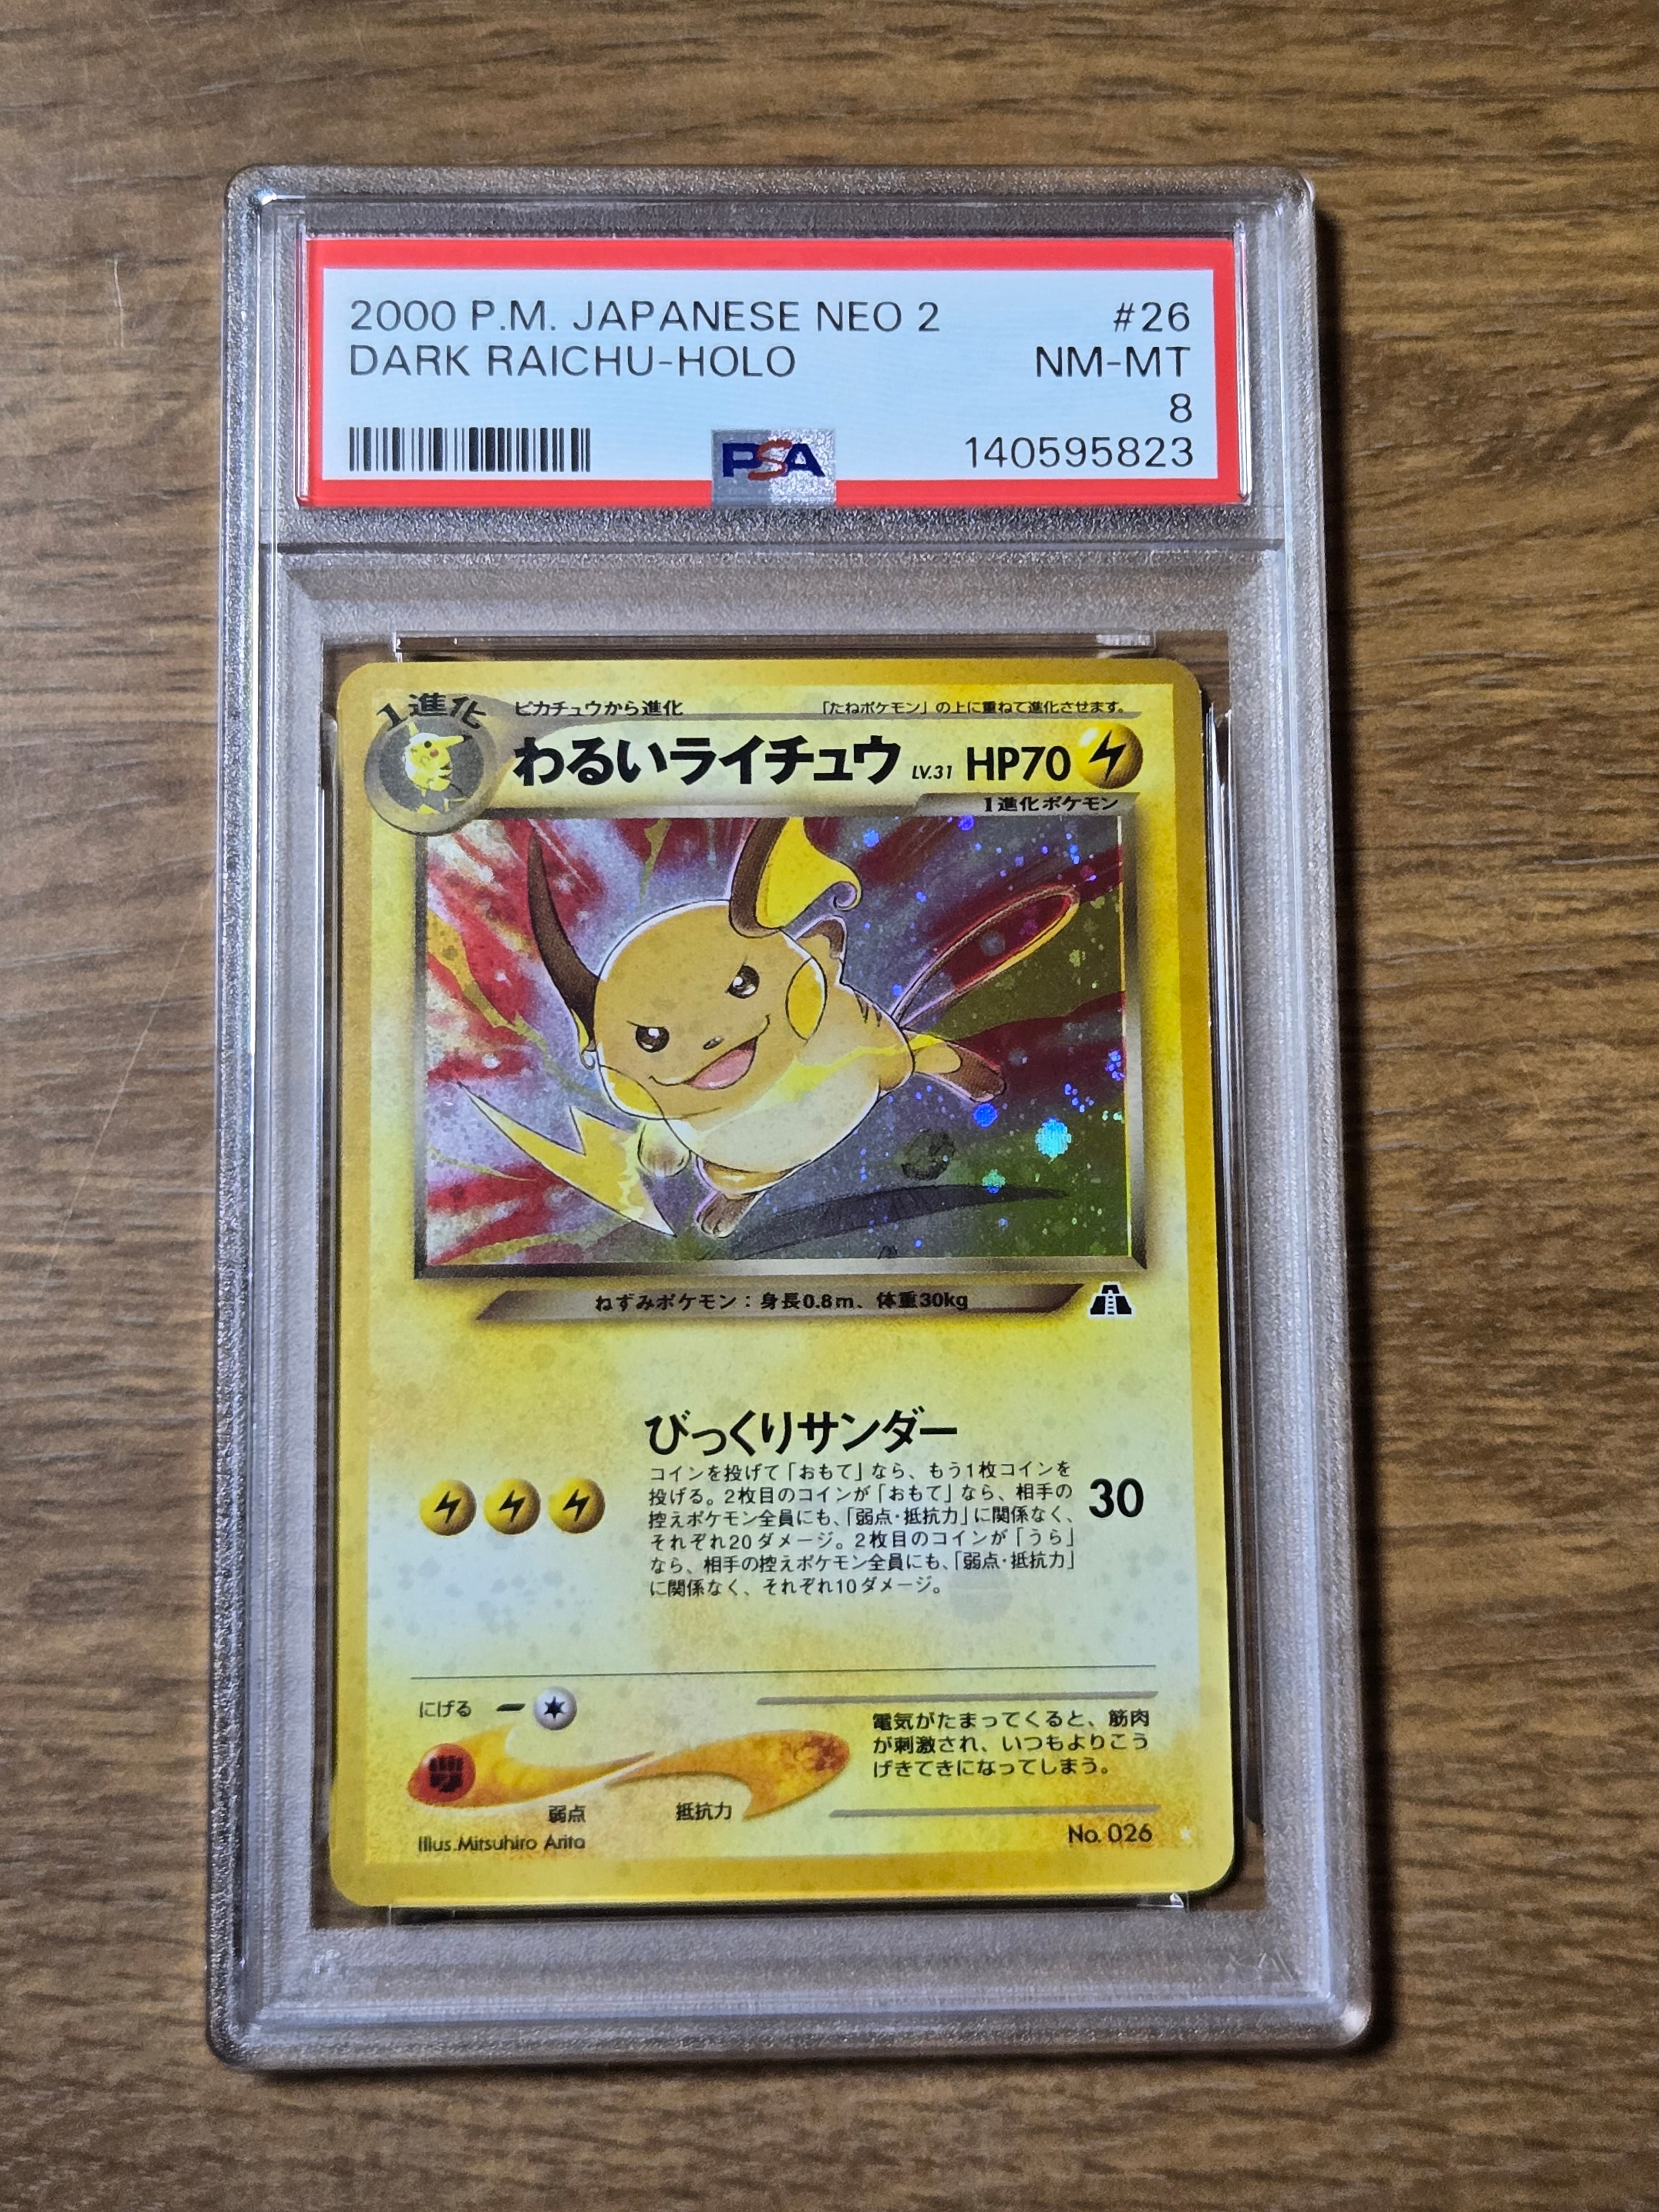 2000 P.M. JAPANESE NEO 2 #26
DARK RAICHU-HOLO NM-MT
8
PSA 140595823
1進化 ピカチュウから進化 「たねポケモン」の上に重ねて進化させます。
わるいライチュウ LV.31 HP70
1進化ポケモン
ねずみポケモン：身長0.8m、体重30kg
びっくりサンダー
コインを投げて「おもて」なら、もう1枚コインを
投げる。2枚目のコインが「おもて」なら、相手の
控えポケモン全員にも、「弱点・抵抗力」に関係なく、
それぞれ20ダメージ。2枚目のコインが「うら」
なら、相手の控えポケモン全員にも、「弱点・抵抗力」
に関係なく、それぞれ10ダメージ。
30
にげる
弱点 抵抗力
電気がたまってくると、筋肉
が刺激され、いつもよりこう
げきてきになってしまう。
Illus.Mitsuhiro Arita No. 026